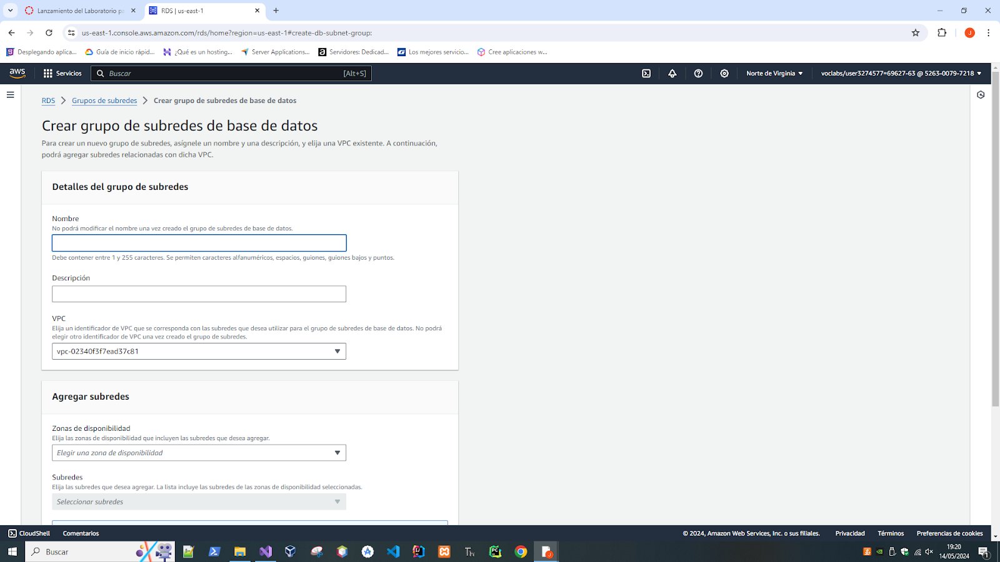 Lanzamiento del Laboratorio pa
RDS | us-east-1
us-east-1.console.aws.amazon.com/rds/home?region=us-east-1#create-db-subnet-group:
J
Desplegando aplica...
Guía de inicio rápid...
¿Qué es un hosting...
Server Applications...
Servidores: Dedicad...
Los mejores servicio...
Cree aplicaciones w...
aws
Servicios
Buscar
[Alt+S]
Norte de Virginia
voclabs/user3274577=69627-63 @ 5263-0079-7218
RDS
Grupos de subredes
Crear grupo de subredes de base de datos
Crear grupo de subredes de base de datos
Para crear un nuevo grupo de subredes, asígnele un nombre y una descripción, y elija una VPC existente. A continuación,
podrá agregar subredes relacionadas con dicha VPC.
Detalles del grupo de subredes
Nombre
No podrá modificar el nombre una vez creado el grupo de subredes de base de datos.
Debe contener entre 1 y 255 caracteres. Se permiten caracteres alfanuméricos, espacios, guiones, guiones bajos y puntos.
Descripción
VPC
Elija un identificador de VPC que se corresponda con las subredes que desea utilizar para el grupo de subredes de base de datos. No podrá
elegir otro identificador de VPC una vez creado el grupo de subredes.
vpc-02340f3f7ead37c81
Agregar subredes
Zonas de disponibilidad
Elija las zonas de disponibilidad que incluyen las subredes que desea agregar.
Elegir una zona de disponibilidad
Subredes
Elija las subredes que desea agregar. La lista incluye las subredes de las zonas de disponibilidad seleccionadas.
Seleccionar subredes
CloudShell
Comentarios
© 2024, Amazon Web Services, Inc. o sus filiales.
Privacidad
Términos
Preferencias de cookies
Buscar
19:20
14/05/2024
1